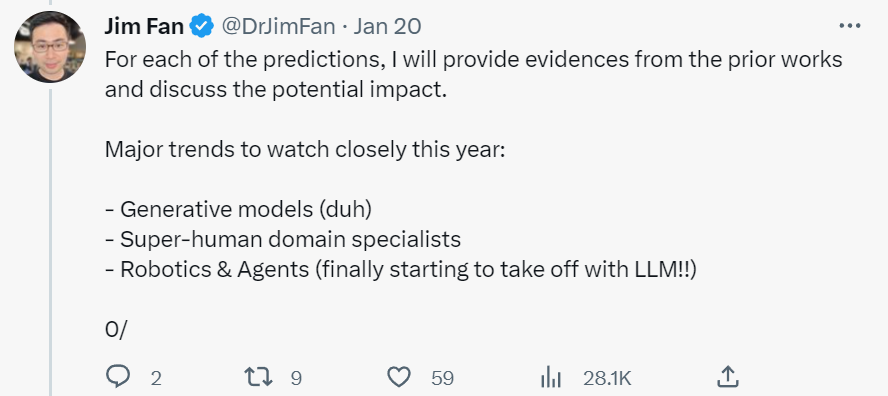 Jim Fan @DrJimFan · Jan 20
For each of the predictions, I will provide evidences from the prior works
and discuss the potential impact.
Major trends to watch closely this year:
- Generative models (duh)
- Super-human domain specialists
- Robotics & Agents (finally starting to take off with LLM!!)
0/
2 9 59 28.1K